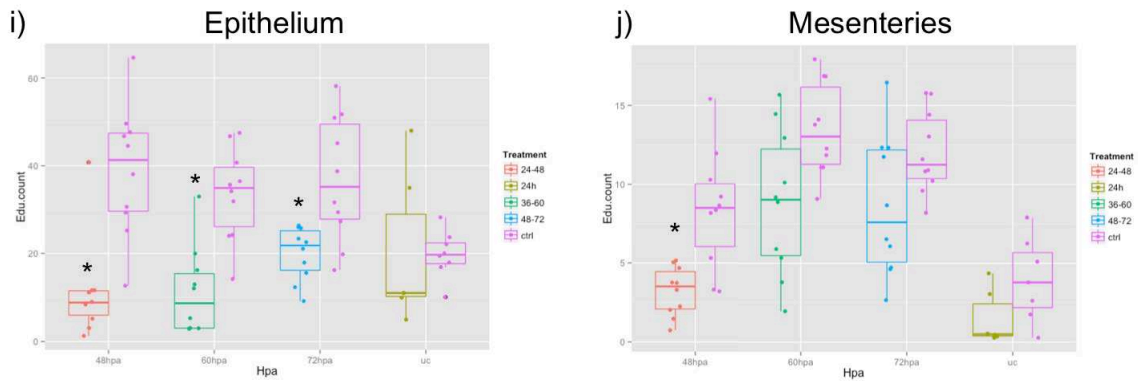 i) Epithelium
Edu.count
60
40
20
0
*
*
*
48hpa
60hpa
72hpa
uc
Hpa
Treatment
24-48
24h
36-60
48-72
ctrl
j) Mesenteries
Edu.count
15
10
5
0
*
48hpa
60hpa
72hpa
uc
Hpa
Treatment
24-48
24h
36-60
48-72
ctrl